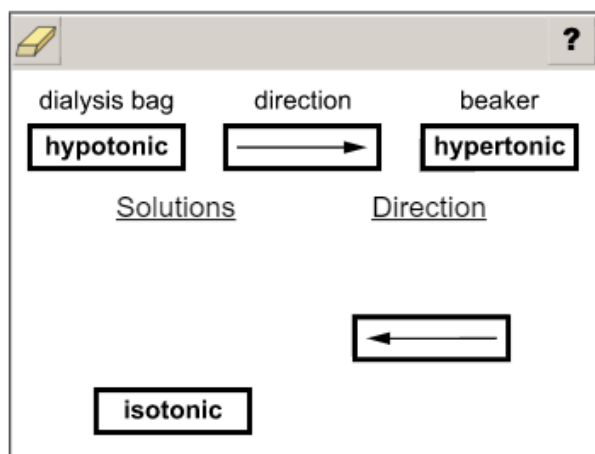 ?
dialysis bag direction beaker
hypotonic hypertonic
Solutions Direction
isotonic